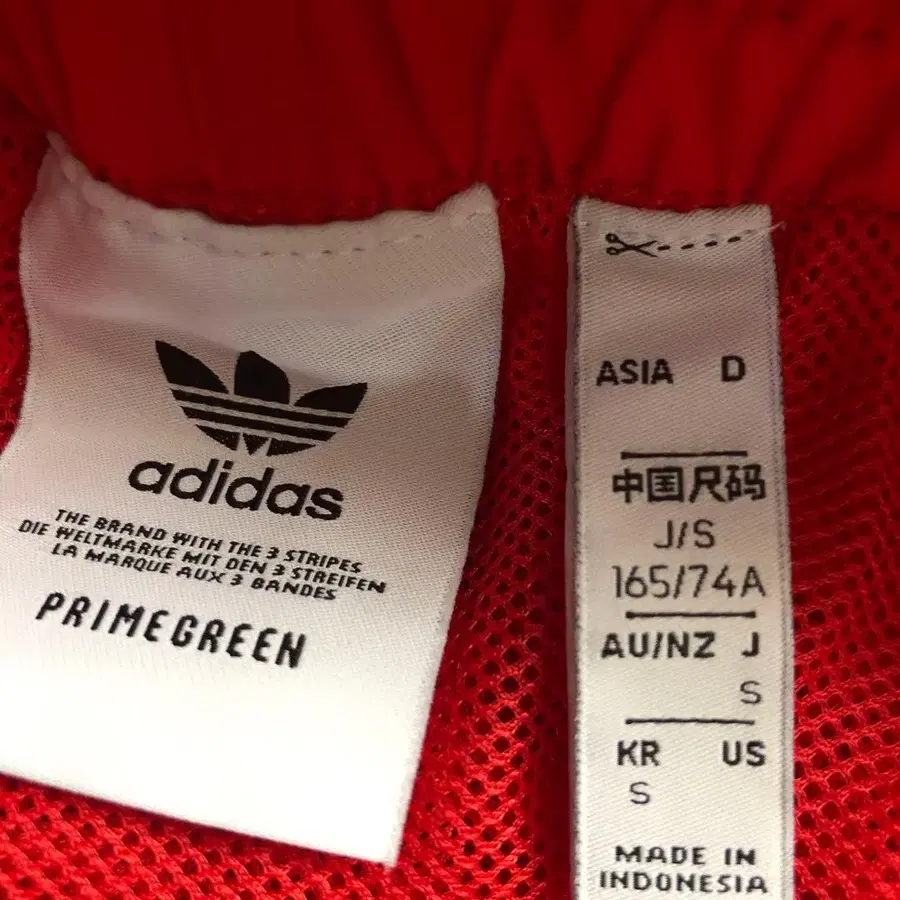 adidas
THE BRAND WITH THE 3 STRIPES
DIE WELTMARKE MIT DEN 3 STREIFEN
LA MARQUE AUX 3 BANDES
PRIMEGREEN
ASIA D
中国尺码
J/S
165/74A
AU/NZ J
S
KR US
S
MADE IN
INDONESIA